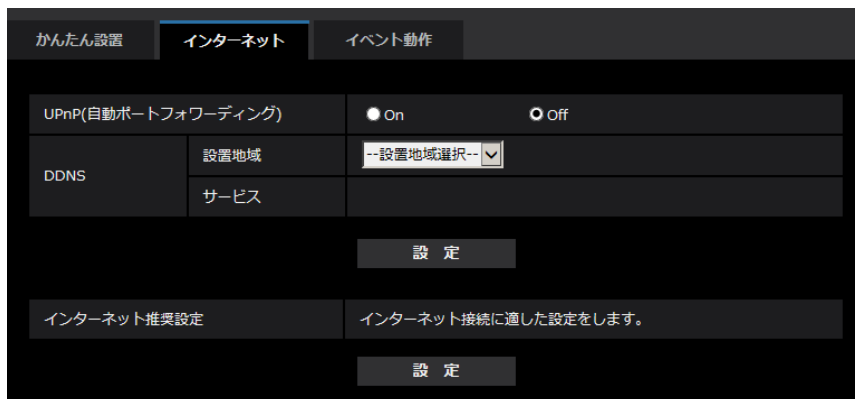 かんたん設置 インターネット イベント動作
UPnP(自動ポートフォワーディング) On Off
DDNS 設置地域 --設置地域選択--
サービス
設 定
インターネット推奨設定 インターネット接続に適した設定をします。
設 定